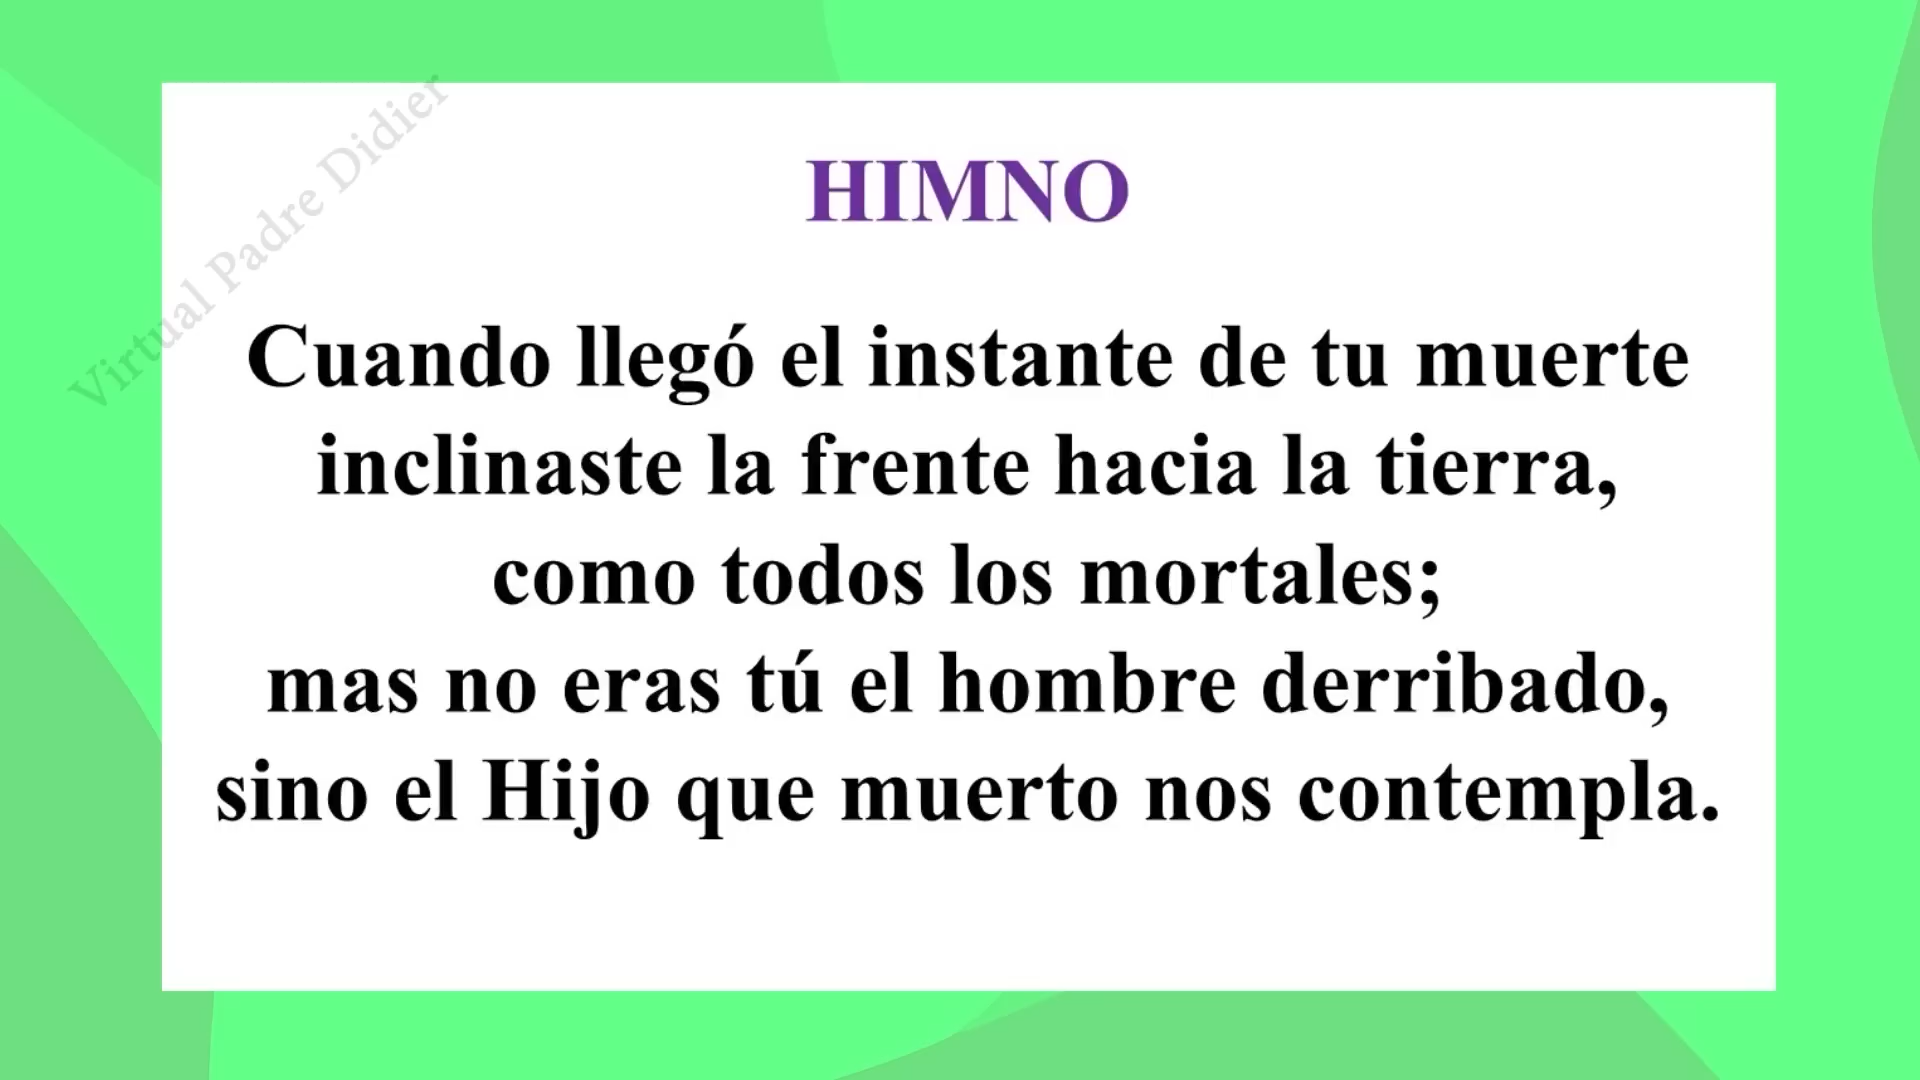 Virtual Padre Didier
HIMNO
Cuando llegó el instante de tu muerte
inclinaste la frente hacia la tierra,
como todos los mortales;
mas no eras tú el hombre derribado,
sino el Hijo que muerto nos contempla.